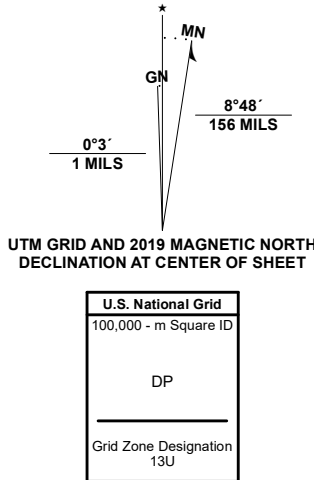 ★
MN
GN
8°48´
156 MILS
0°3´
1 MILS
UTM GRID AND 2019 MAGNETIC NORTH
DECLINATION AT CENTER OF SHEET
U.S. National Grid
100,000 - m Square ID
DP
Grid Zone Designation
13U